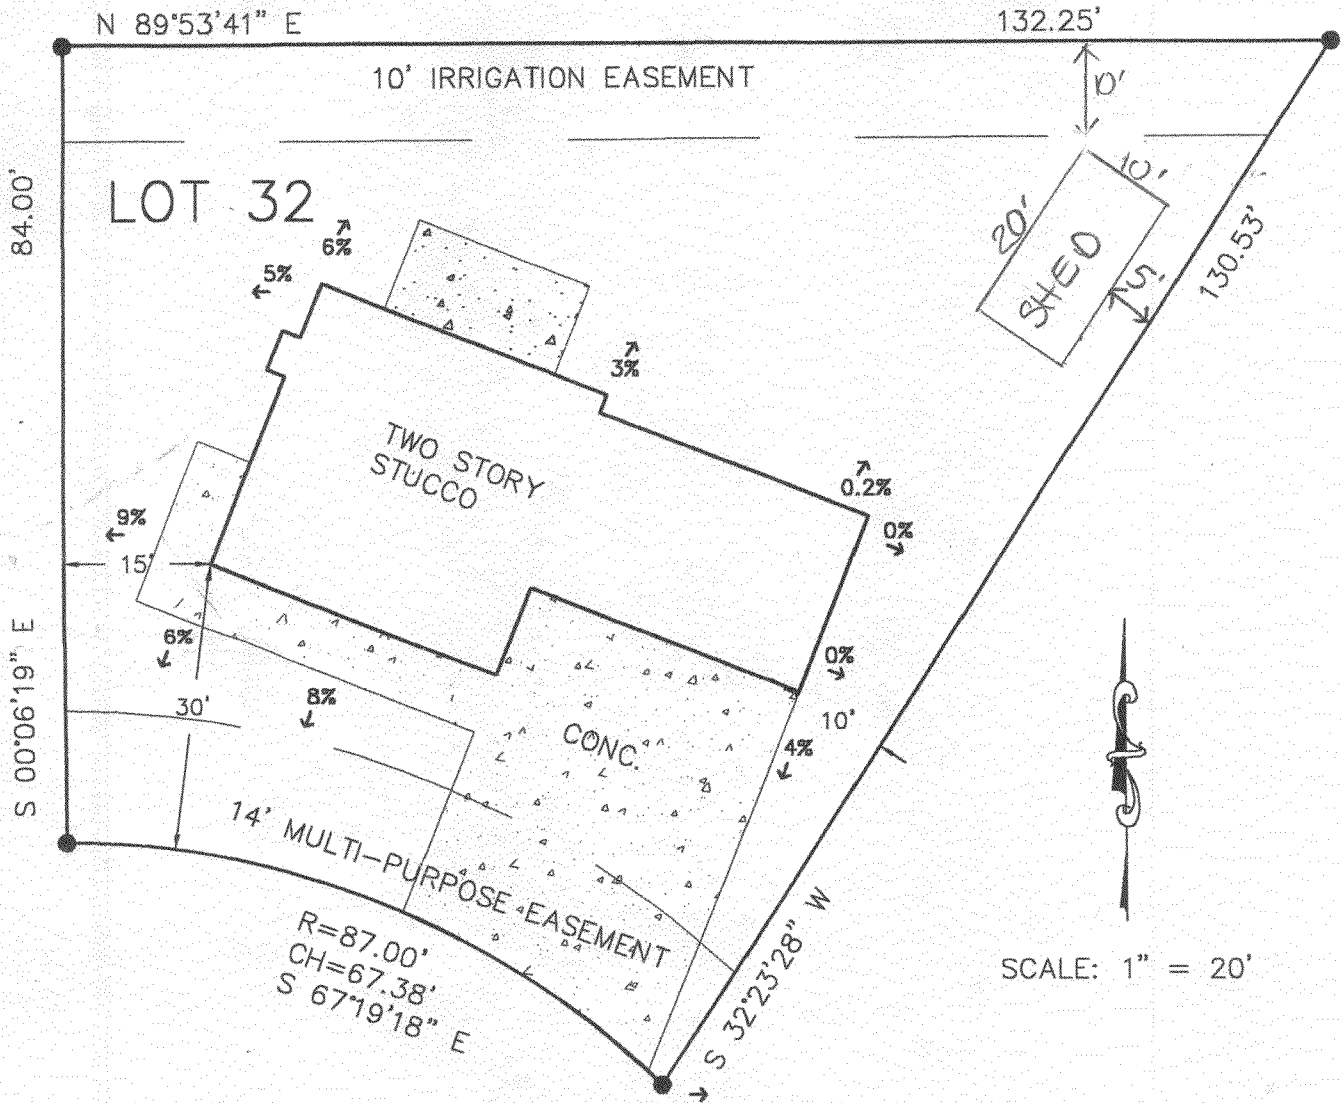 N 89°53'41" E
132.25'
10' IRRIGATION EASEMENT
10'
84.00'
LOT 32
10'
20'
SHED
5'
130.53'
6%
5%
3%
TWO STORY
STUCCO
0.2%
0%
9%
15'
6%
0%
S 00°06'19" E
30'
8%
10'
CONC.
4%
14' MULTI-PURPOSE EASEMENT
R=87.00'
CH=67.38'
S 67°19'18" E
S 32°23'28" W
SCALE: 1" = 20'